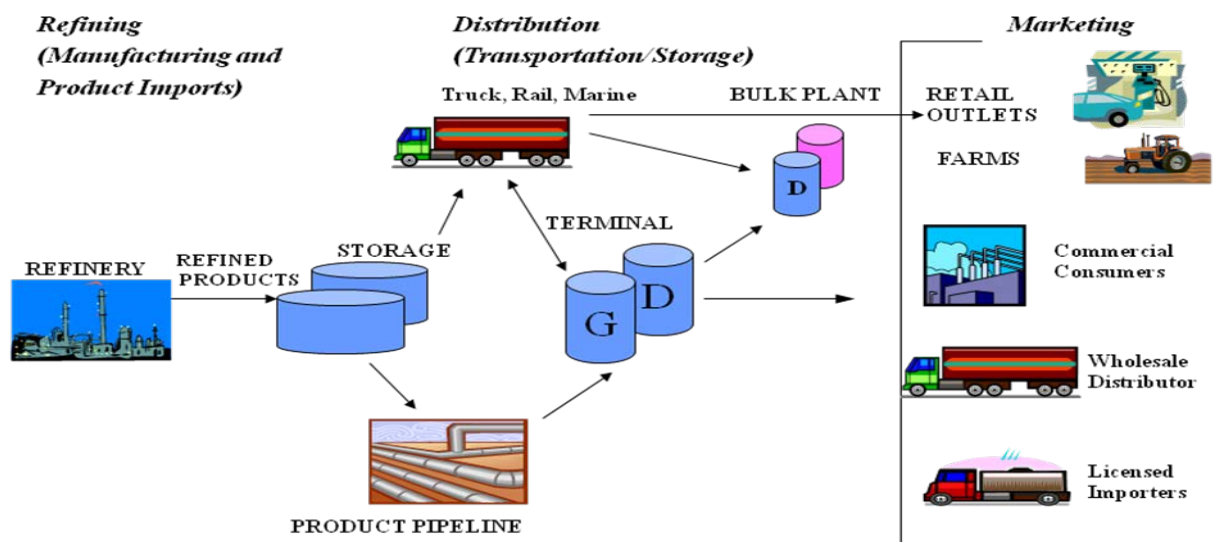 Refining
(Manufacturing and
Product Imports)
Distribution
(Transportation/Storage)
Marketing
Truck, Rail, Marine
BULK PLANT
RETAIL
OUTLETS
FARMS
D
TERMINAL
STORAGE
REFINERY
REFINED
PRODUCTS
G
D
Commercial
Consumers
Wholesale
Distributor
Licensed
Importers
PRODUCT PIPELINE